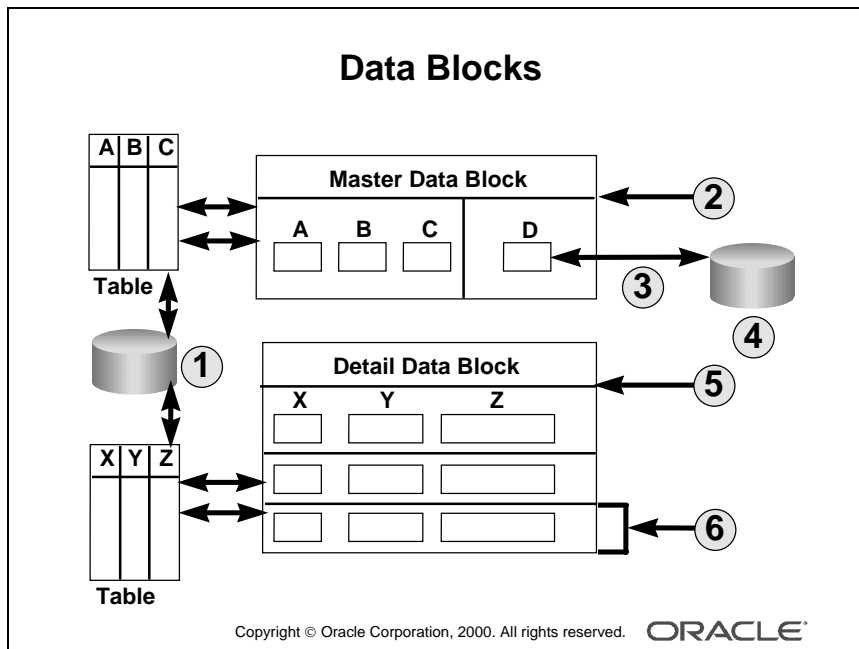 Data Blocks
A B C
Table
Master Data Block
A B C D
2
3
4
1
Detail Data Block
X Y Z
5
6
X Y Z
Table
Copyright © Oracle Corporation, 2000. All rights reserved.
ORACLE®